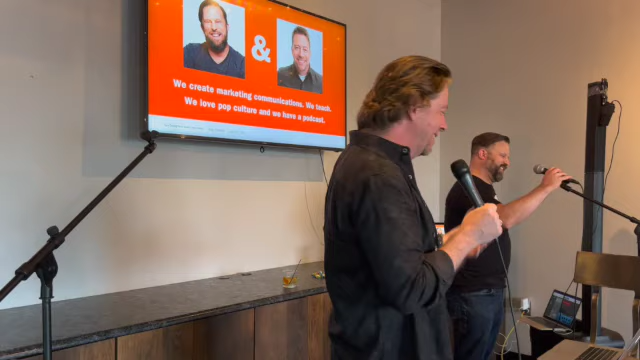 &
We create marketing communications. We teach.
We love pop culture and we have a podcast.